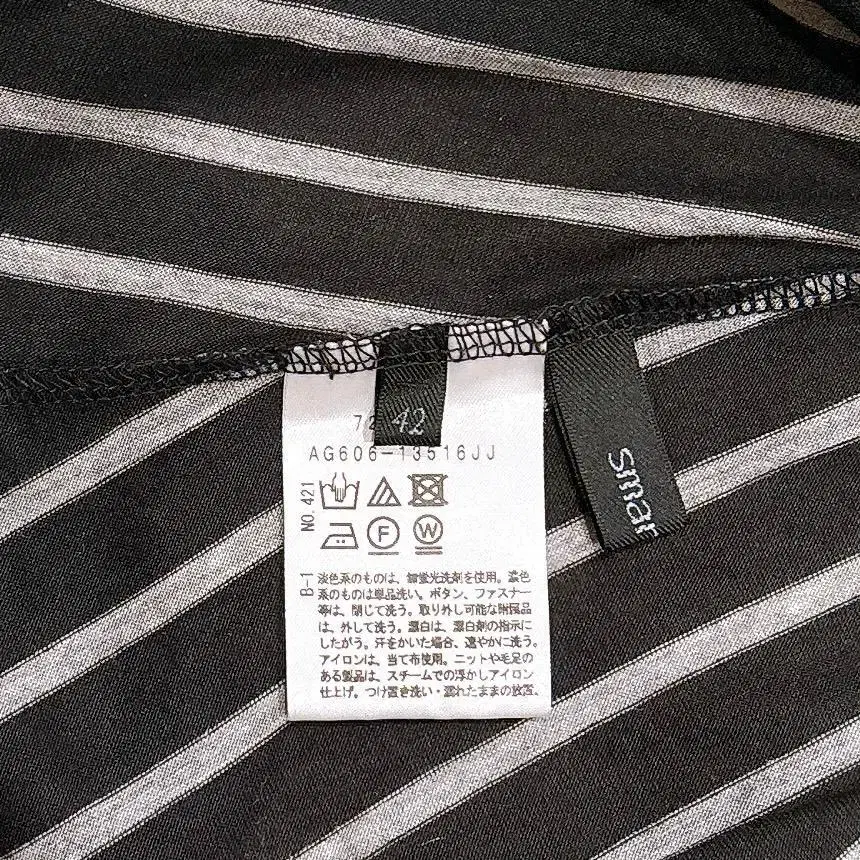 42
AG606-13516JJ
NO.421
F
W
B-1
淡色系のものは、無蛍光洗剤を使用。濃色
系のものは単品洗い。ボタン、ファスナー
等は、閉じて洗う。取り外し可能な附属品
は、外して洗う。漂白は、漂白剤の指示に
したがう。汗をかいた場合、速やかに洗う。
アイロンは、当て布使用。ニットや毛足の
ある製品は、スチームでの浮かしアイロン
仕上げ。つけ置き洗い・濡れたままの放置、
smar